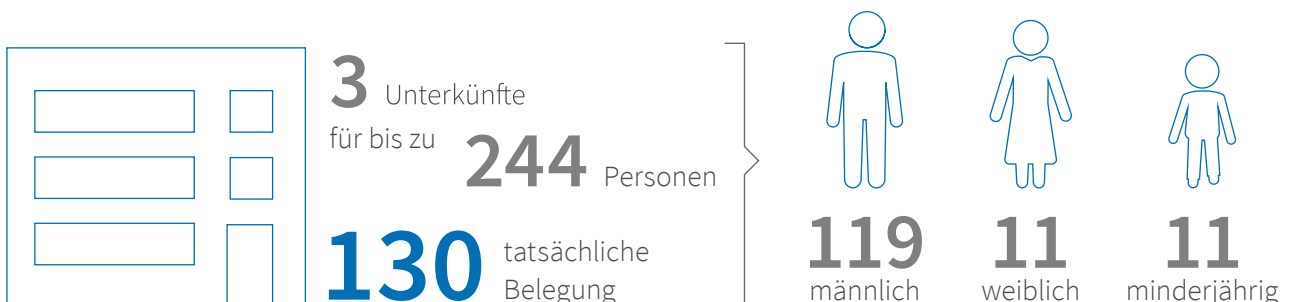 3 Unterkünfte
für bis zu
244 Personen
130 tatsächliche
Belegung
119
männlich
11
weiblich
11
minderjährig